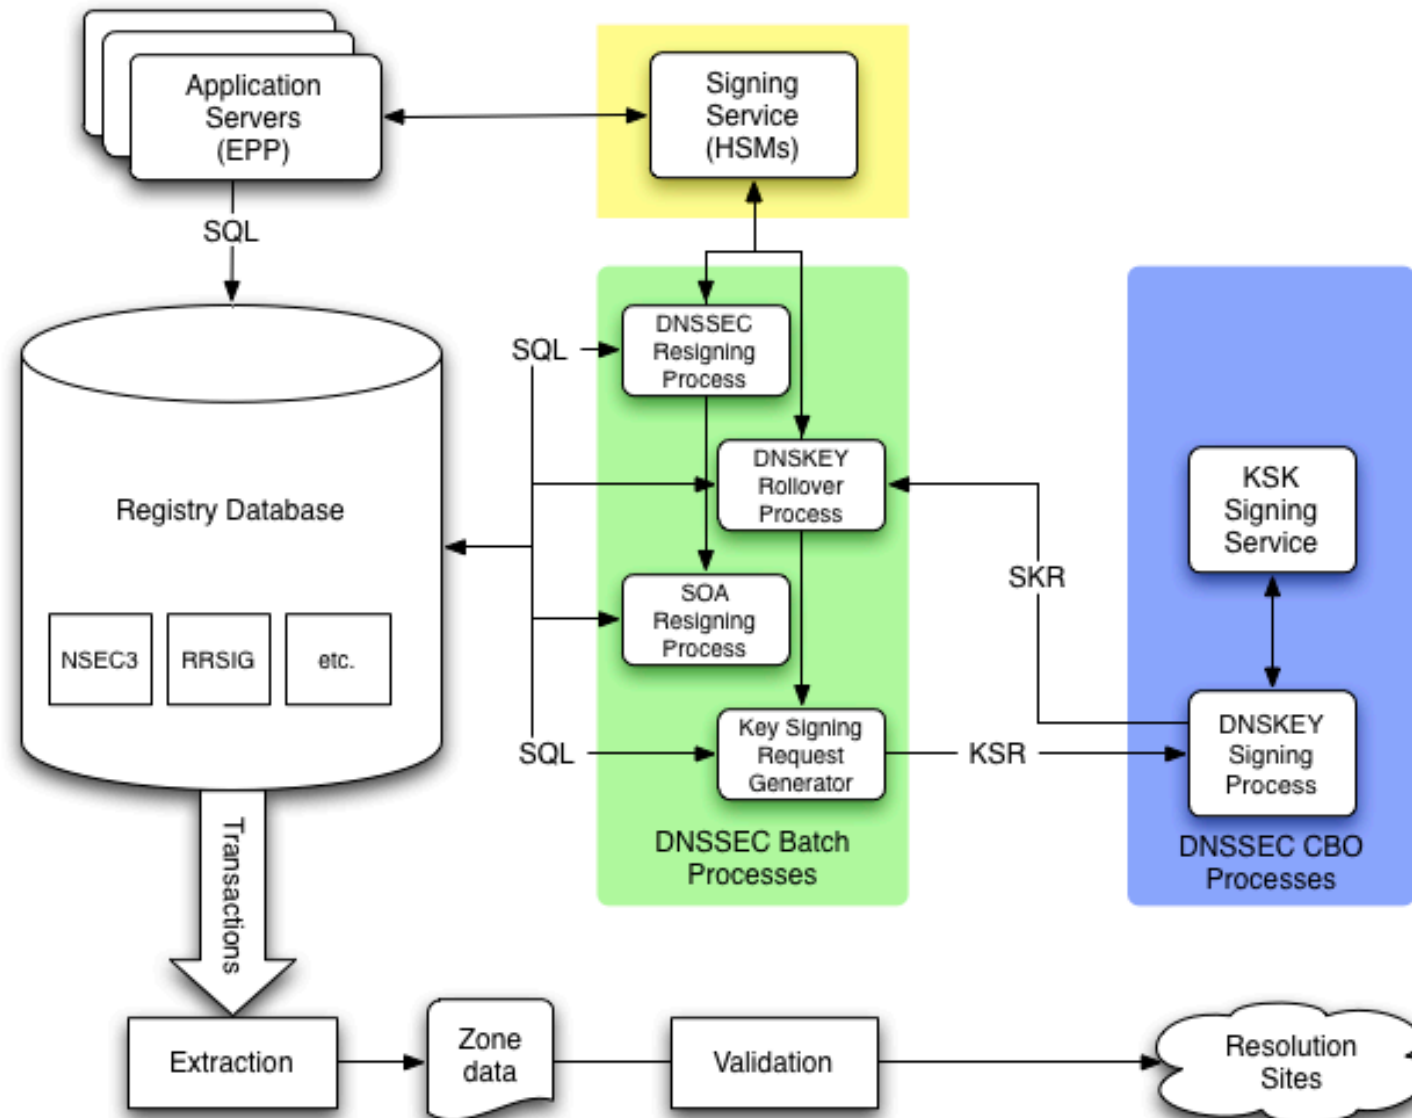 Application
Servers
(EPP)
Signing
Service
(HSMs)
SQL
DNSSEC
Resigning
Process
SQL
DNSKEY
Rollover
Process
KSK
Signing
Service
Registry Database
SKR
SOA
Resigning
Process
NSEC3
RRSIG
etc.
Key Signing
Request
Generator
SQL
KSR
DNSKEY
Signing
Process
DNSSEC Batch
Processes
DNSSEC CBO
Processes
Transactions
Extraction
Zone
data
Validation
Resolution
Sites